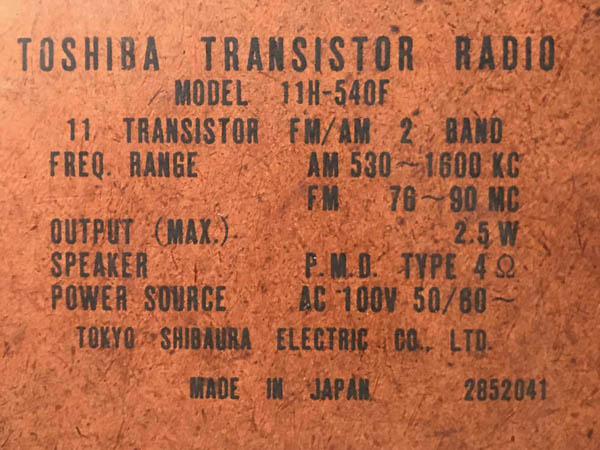 TOSHIBA TRANSISTOR RADIO
MODEL 11H-540F
11 TRANSISTOR FM/AM 2 BAND
FREQ. RANGE AM 530~1600 KC
FM 76~90 MC
OUTPUT (MAX.) 2.5 W
SPEAKER P.M.D. TYPE 4 Ω
POWER SOURCE AC 100V 50/60~
TOKYO SHIBAURA ELECTRIC CO., LTD.
MADE IN JAPAN 2852041